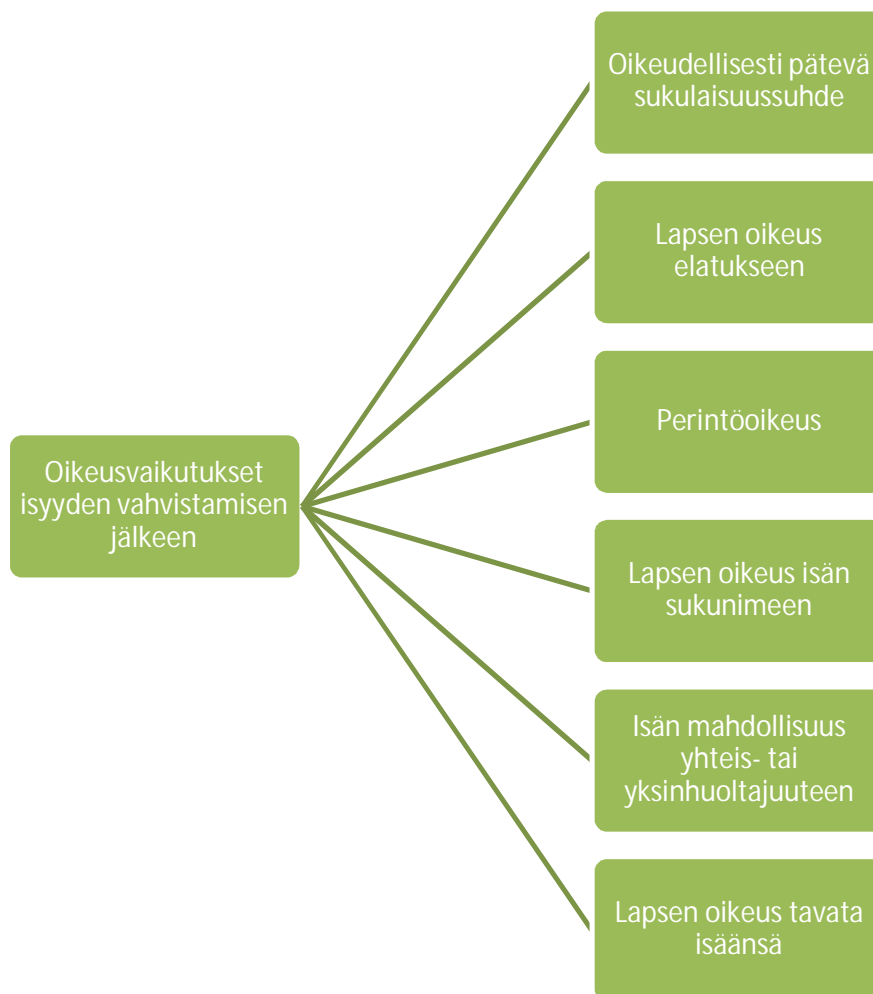 Oikeudellisesti pätevä
sukulaisuussuhde
Lapsen oikeus
elatukseen
Perintöoikeus
Oikeusvaikutukset
isyyden vahvistamisen
jälkeen
Lapsen oikeus isän
sukunimeen
Isän mahdollisuus
yhteis- tai
yksinhuoltajuuteen
Lapsen oikeus tavata
isäänsä